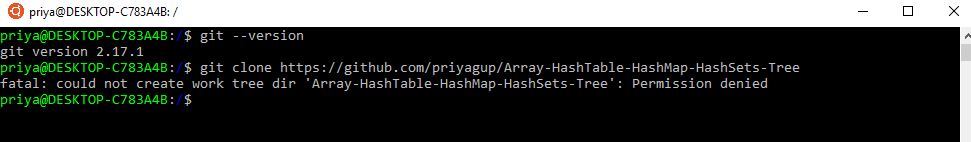 priya@DESKTOP-C783A4B: /
priya@DESKTOP-C783A4B:/$ git --version
git version 2.17.1
priya@DESKTOP-C783A4B:/$ git clone https://github.com/priyagup/Array-HashTable-HashMap-HashSets-Tree
fatal: could not create work tree dir 'Array-HashTable-HashMap-HashSets-Tree': Permission denied
priya@DESKTOP-C783A4B:/$